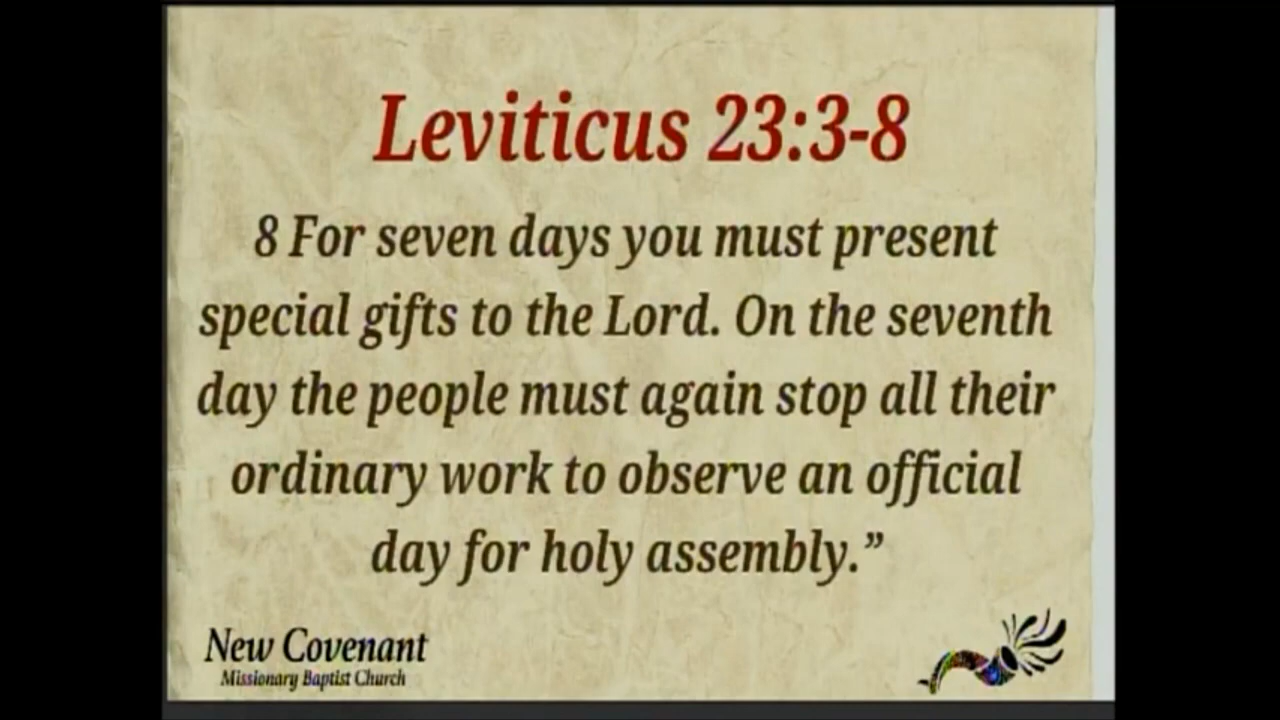 Leviticus 23:3-8
8 For seven days you must present
special gifts to the Lord. On the seventh
day the people must again stop all their
ordinary work to observe an official
day for holy assembly.”
New Covenant
Missionary Baptist Church